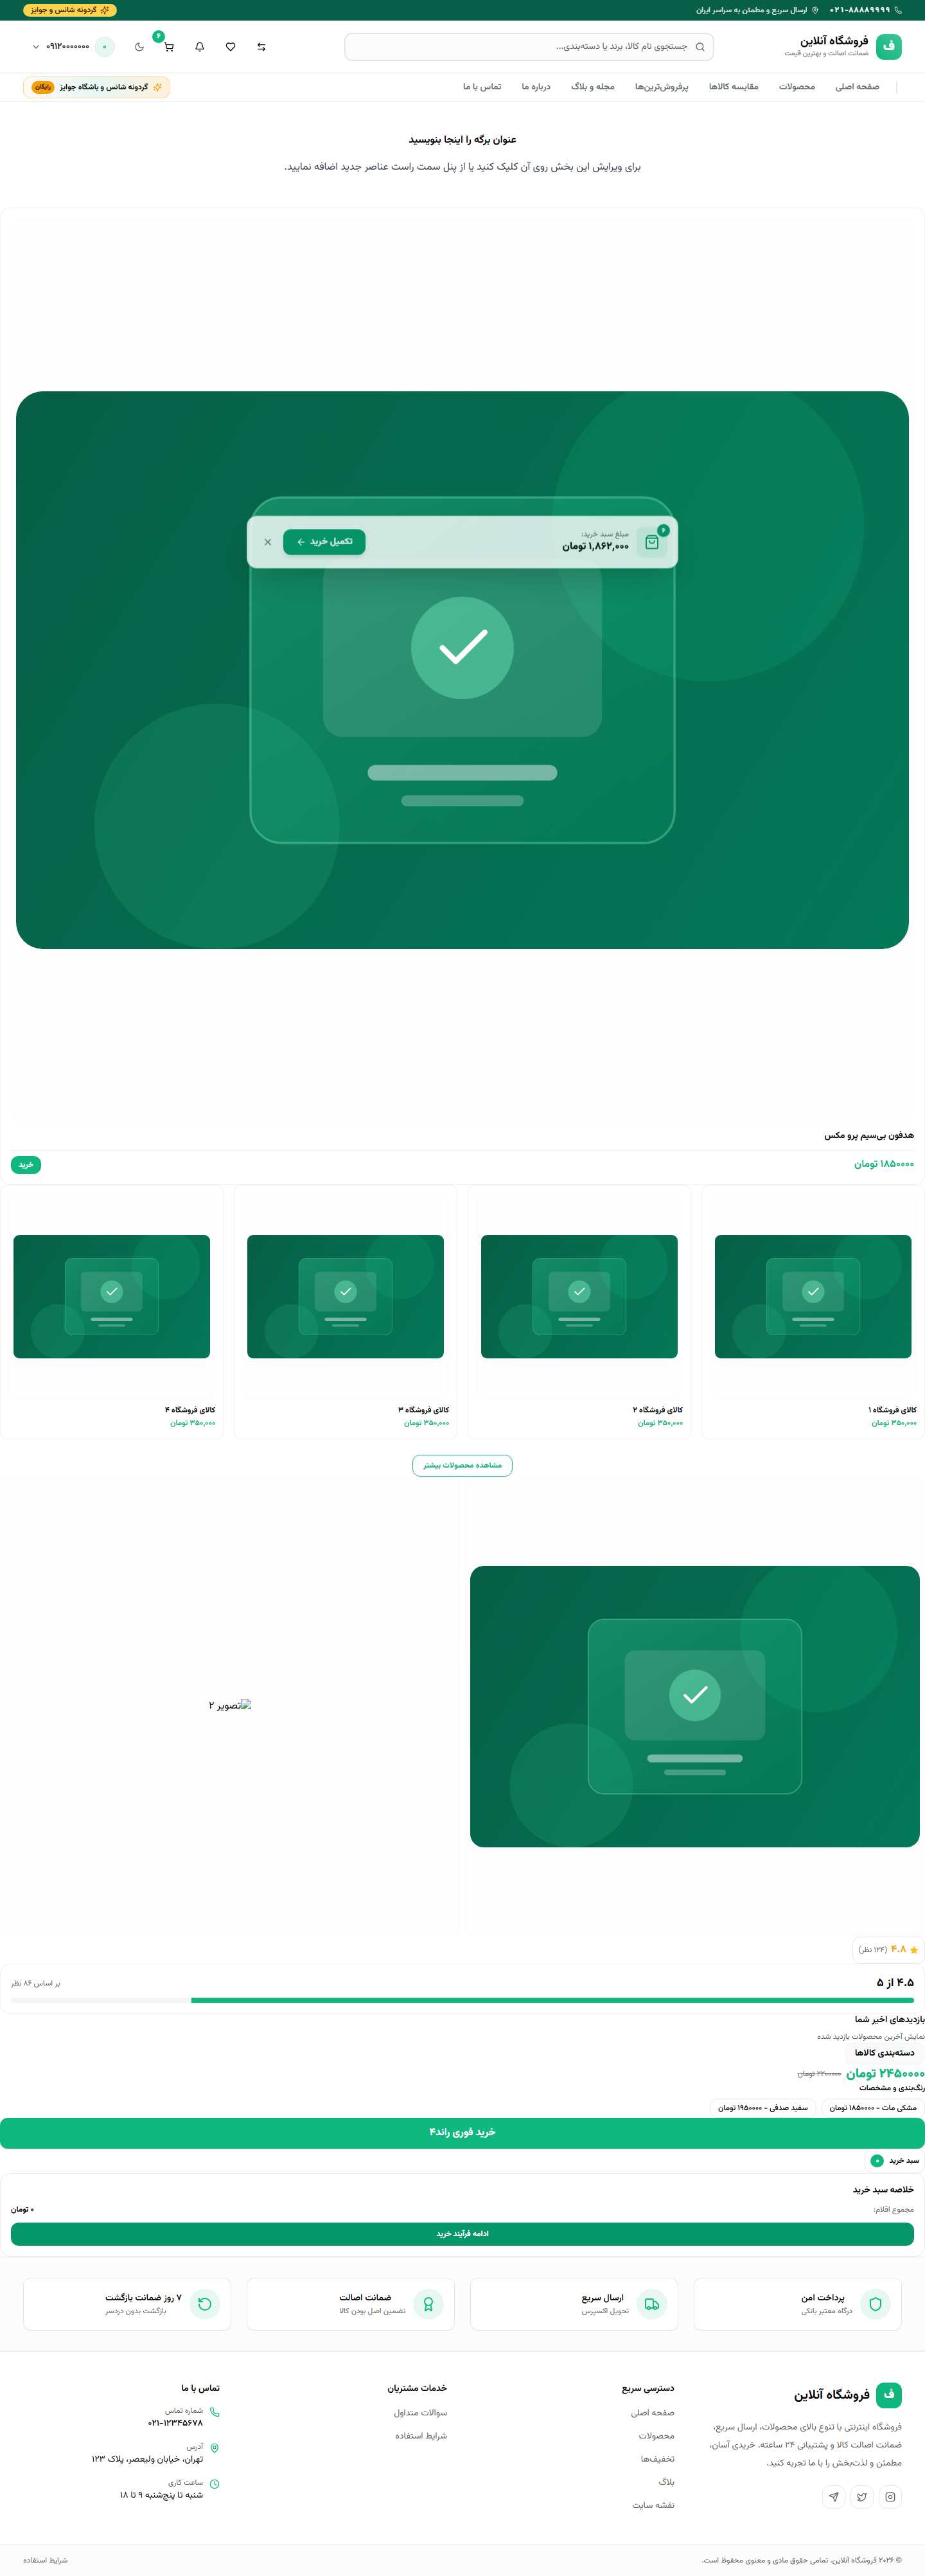 ۰۲۱-۸۸۸۸۹۹۹۹
ارسال سریع و مطمئن به سراسر ایران
گردونه شانس و جوایز
ف
فروشگاه آنلاین
ضمانت اصالت و بهترین قیمت
جستجوی نام کالا، برند یا دسته‌بندی...
۶
۰
۰۹۱۲۰۰۰۰۰۰۰
صفحه اصلی
محصولات
مقایسه کالاها
پرفروش‌ترین‌ها
مجله و بلاگ
درباره ما
تماس با ما
گردونه شانس و باشگاه جوایز
رایگان
عنوان برگه را اینجا بنویسید
برای ویرایش این بخش روی آن کلیک کنید یا از پنل سمت راست عناصر جدید اضافه نمایید.
۶
مبلغ سبد خرید:
۱,۸۶۲,۰۰۰ تومان
تکمیل خرید
هدفون بی‌سیم پرو مکس
۱۸۵۰۰۰۰ تومان
خرید
کالای فروشگاه ۱
۳۵۰,۰۰۰ تومان
کالای فروشگاه ۲
۳۵۰,۰۰۰ تومان
کالای فروشگاه ۳
۳۵۰,۰۰۰ تومان
کالای فروشگاه ۴
۳۵۰,۰۰۰ تومان
مشاهده محصولات بیشتر
تصویر ۲
۴.۸ (۱۲۴ نظر)
۴.۵ از ۵
بر اساس ۸۶ نظر
بازدیدهای اخیر شما
نمایش آخرین محصولات بازدید شده
دسته‌بندی کالاها
۲۴۵۰۰۰۰ تومان ۳۲۰۰۰۰۰ تومان
رنگ‌بندی و مشخصات
مشکی مات - ۱۸۵۰۰۰۰ تومان
سفید صدفی - ۱۹۵۰۰۰۰ تومان
خرید فوری راند۴
سبد خرید ۰
خلاصه سبد خرید
مجموع اقلام:
۰ تومان
ادامه فرآیند خرید
پرداخت امن
درگاه معتبر بانکی
ارسال سریع
تحویل اکسپرس
ضمانت اصالت
تضمین اصل بودن کالا
۷ روز ضمانت بازگشت
بازگشت بدون دردسر
ف
فروشگاه آنلاین
فروشگاه اینترنتی با تنوع بالای محصولات، ارسال سریع،
ضمانت اصالت کالا و پشتیبانی ۲۴ ساعته. خریدی آسان،
مطمئن و لذت‌بخش را با ما تجربه کنید.
دسترسی سریع
صفحه اصلی
محصولات
تخفیف‌ها
بلاگ
نقشه سایت
خدمات مشتریان
سوالات متداول
شرایط استفاده
تماس با ما
شماره تماس
۰۲۱-۱۲۳۴۵۶۷۸
آدرس
تهران، خیابان ولیعصر، پلاک ۱۲۳
ساعت کاری
شنبه تا پنج‌شنبه ۹ تا ۱۸
© ۲۰۲۶ فروشگاه آنلاین. تمامی حقوق مادی و معنوی محفوظ است.
شرایط استفاده